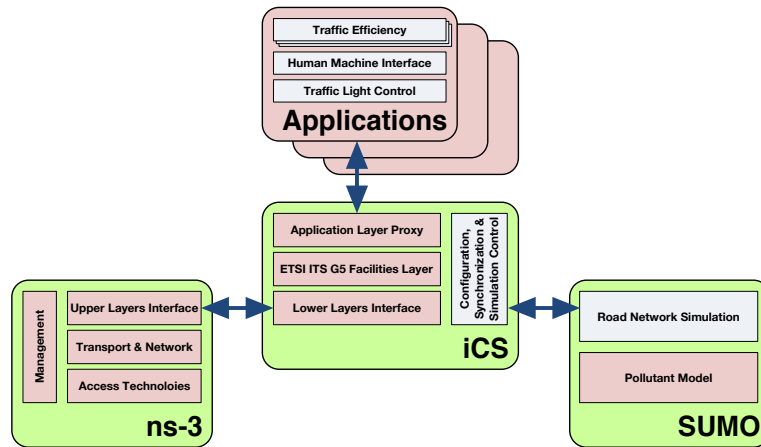 Traffic Efficiency
Human Machine Interface
Traffic Light Control
Applications
Application Layer Proxy
ETSI ITS G5 Facilities Layer
Lower Layers Interface
Configuration,
Synchronization &
Simulation Control
iCS
Management
Upper Layers Interface
Transport & Network
Access Technoloies
ns-3
Road Network Simulation
Pollutant Model
SUMO